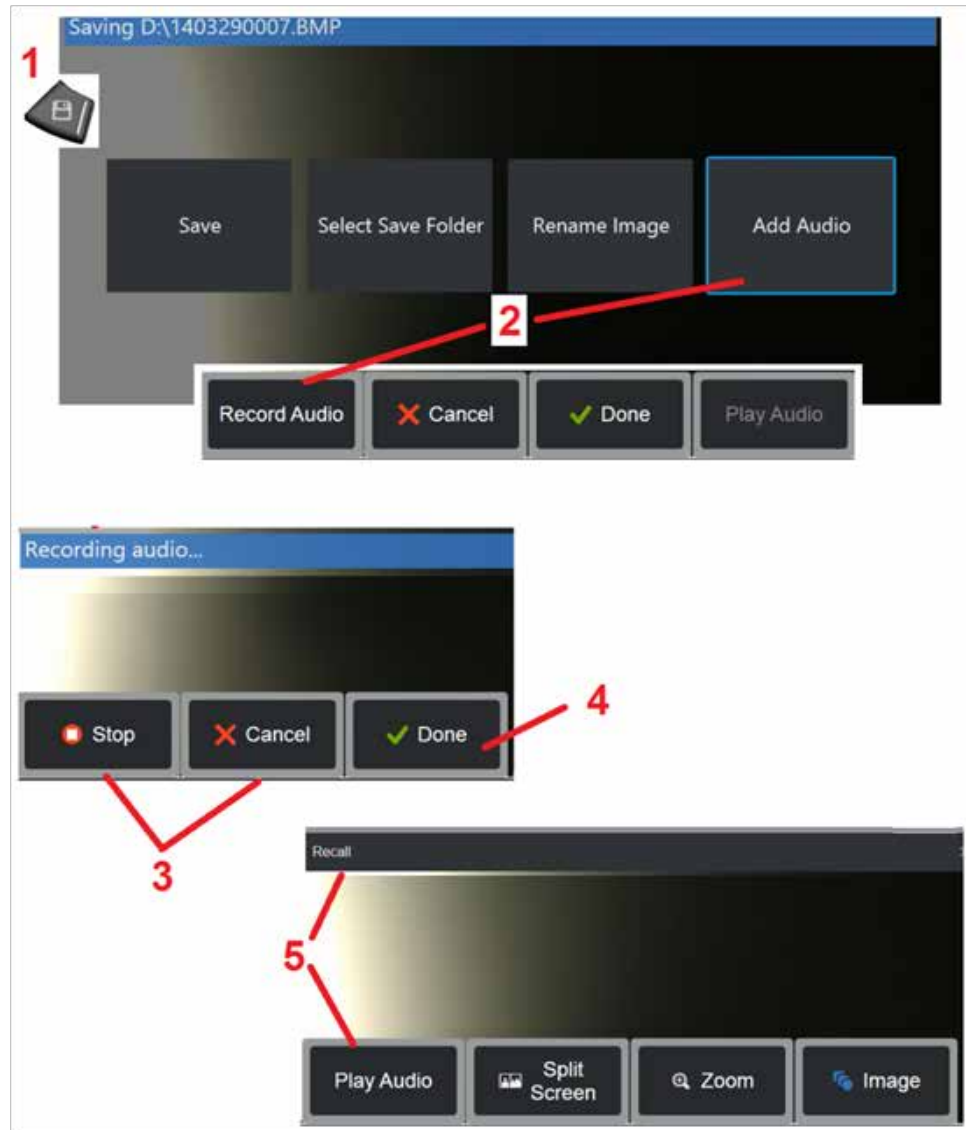 Saving D:\1403290007.BMP
1
Save
Select Save Folder
Rename Image
Add Audio
2
Record Audio
Cancel
Done
Play Audio
Recording audio...
Stop
Cancel
Done
4
3
Recall
5
Play Audio
Split
Screen
Zoom
Image